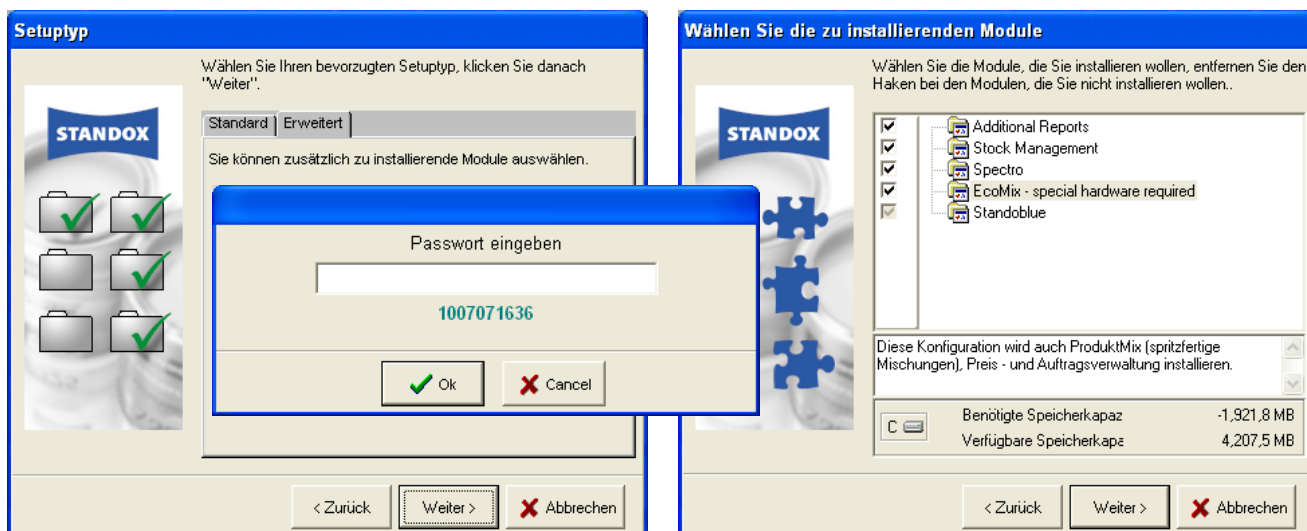 Setuptyp
Wählen Sie Ihren bevorzugten Setuptyp, klicken Sie danach
"Weiter".
STANDOX
Standard
Erweitert
Sie können zusätzlich zu installierende Module auswählen.
Passwort eingeben
1007071636
Ok
Cancel
< Zurück
Weiter >
Abbrechen
Wählen Sie die zu installierenden Module
Wählen Sie die Module, die Sie installieren wollen, entfernen Sie den
Haken bei den Modulen, die Sie nicht installieren wollen..
STANDOX
Additional Reports
Stock Management
Spectro
EcoMix - special hardware required
Standoblue
Diese Konfiguration wird auch ProduktMix (spritzfertige
Mischungen), Preis - und Auftragsverwaltung installieren.
C
Benötigte Speicherkapaz
-1,921,8 MB
Verfügbare Speicherkapa
4,207,5 MB
< Zurück
Weiter >
Abbrechen